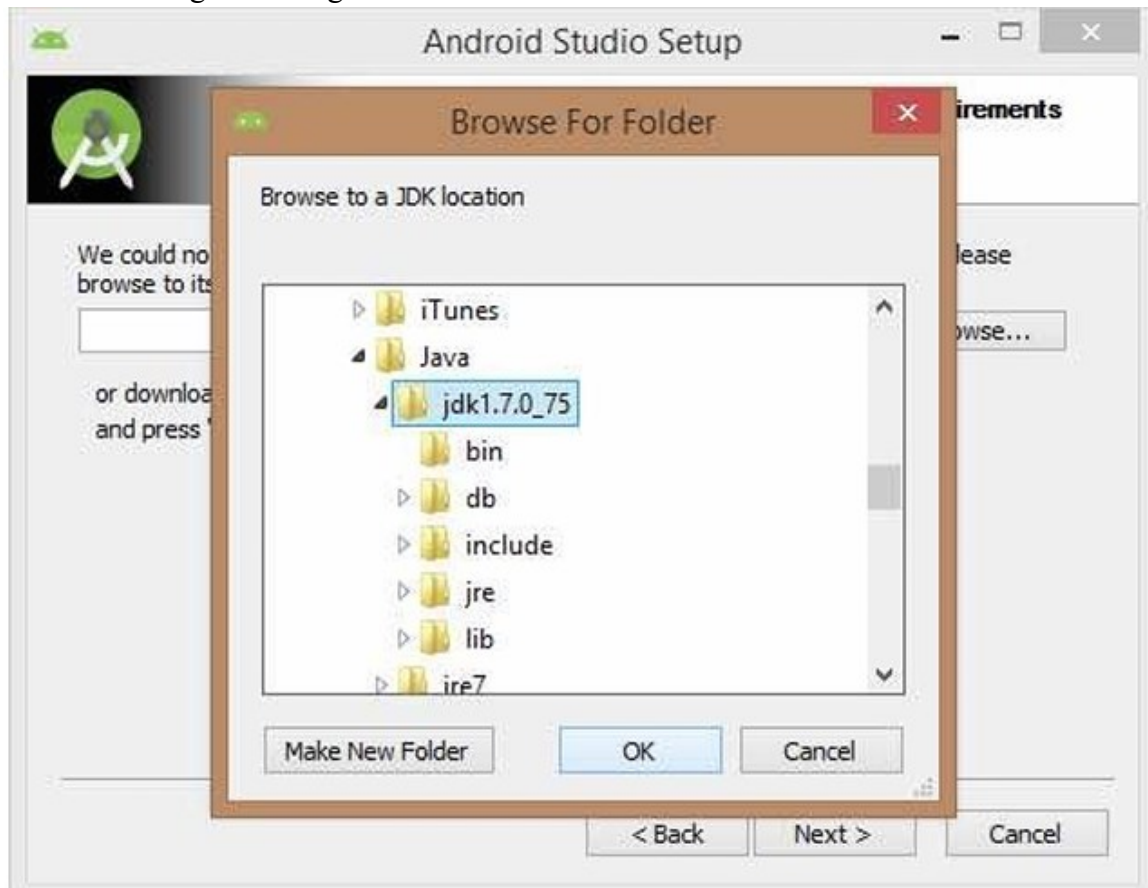 Android Studio Setup
Browse For Folder
irements
Browse to a JDK location
We could no
lease
browse to its
iTunes
owse...
Java
or downloa
jdk1.7.0_75
and press '
bin
db
include
jre
lib
jre7
Make New Folder
OK
Cancel
< Back
Next >
Cancel